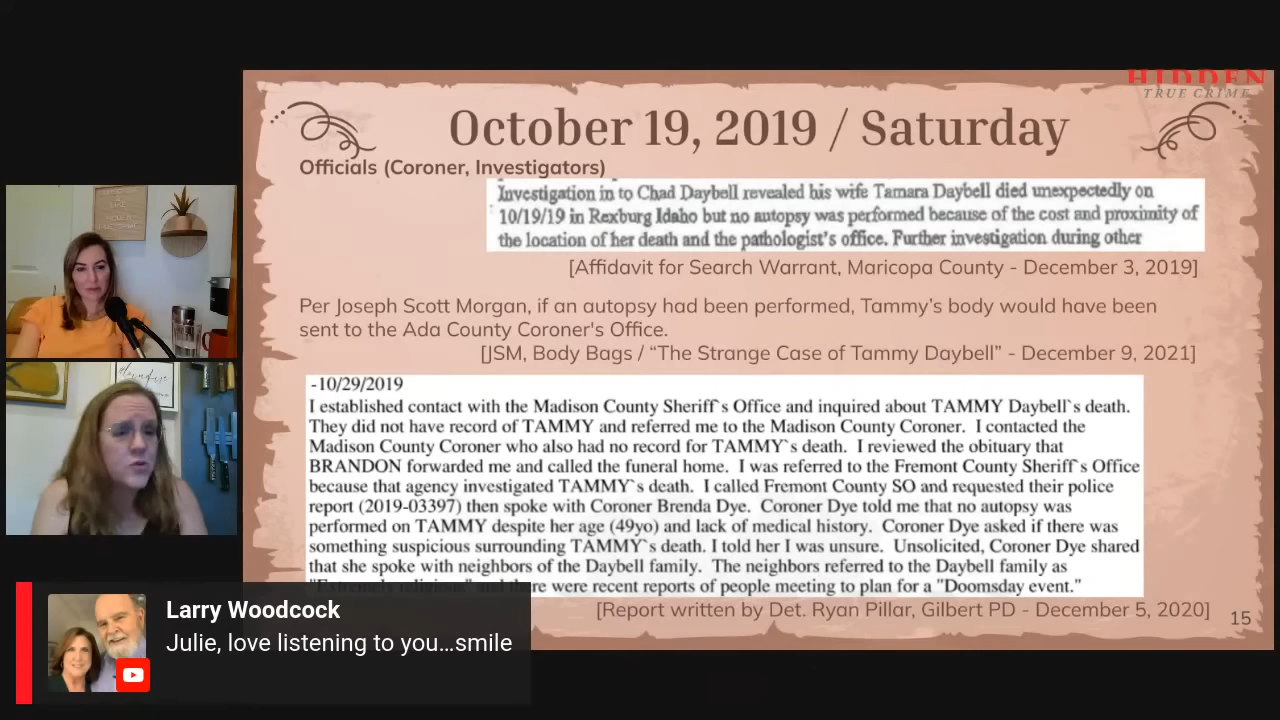 HIDDEN
TRUE CRIME
October 19, 2019 / Saturday
Officials (Coroner, Investigators)
Investigation in to Chad Daybell revealed his wife Tamara Daybell died unexpectedly on
10/19/19 in Rexburg Idaho but no autopsy was performed because of the cost and proximity of
the location of her death and the pathologist's office. Further investigation during other
[Affidavit for Search Warrant, Maricopa County - December 3, 2019]
Per Joseph Scott Morgan, if an autopsy had been performed, Tammy's body would have been
sent to the Ada County Coroner's Office.
[JSM, Body Bags / “The Strange Case of Tammy Daybell” - December 9, 2021]
-10/29/2019
I established contact with the Madison County Sheriff`s Office and inquired about TAMMY Daybell`s death.
They did not have record of TAMMY and referred me to the Madison County Coroner. I contacted the
Madison County Coroner who also had no record for TAMMY`s death. I reviewed the obituary that
BRANDON forwarded me and called the funeral home. I was referred to the Fremont County Sheriff`s Office
because that agency investigated TAMMY`s death. I called Fremont County SO and requested their police
report (2019-03397) then spoke with Coroner Brenda Dye. Coroner Dye told me that no autopsy was
performed on TAMMY despite her age (49yo) and lack of medical history. Coroner Dye asked if there was
something suspicious surrounding TAMMY`s death. I told her I was unsure. Unsolicited, Coroner Dye shared
that she spoke with neighbors of the Daybell family. The neighbors referred to the Daybell family as
"Extremely religious" and there were recent reports of people meeting to plan for a "Doomsday event."
[Report written by Det. Ryan Pillar, Gilbert PD - December 5, 2020]
15
Larry Woodcock
Julie, love listening to you…smile